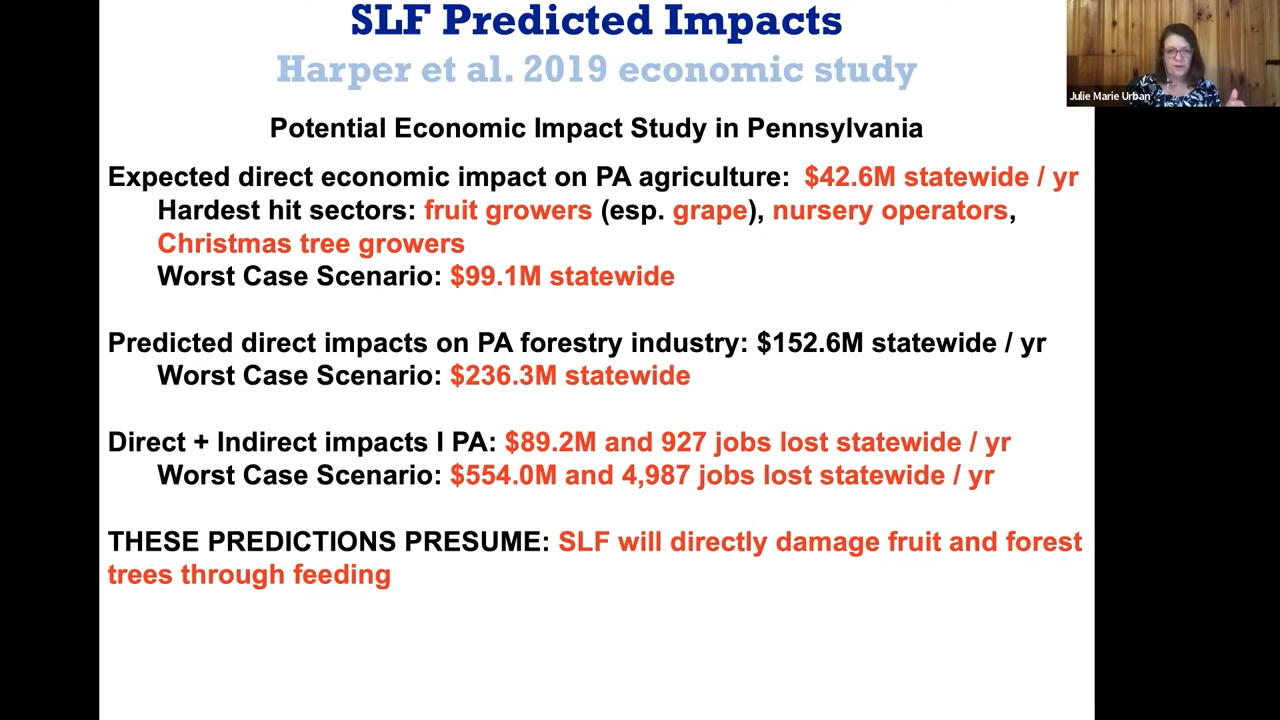 SLF Predicted Impacts
Harper et al. 2019 economic study
Julie Marie Urban
Potential Economic Impact Study in Pennsylvania
Expected direct economic impact on PA agriculture: $42.6M statewide / yr
Hardest hit sectors: fruit growers (esp. grape), nursery operators,
Christmas tree growers
Worst Case Scenario: $99.1M statewide
Predicted direct impacts on PA forestry industry: $152.6M statewide / yr
Worst Case Scenario: $236.3M statewide
Direct + Indirect impacts I PA: $89.2M and 927 jobs lost statewide / yr
Worst Case Scenario: $554.0M and 4,987 jobs lost statewide / yr
THESE PREDICTIONS PRESUME: SLF will directly damage fruit and forest
trees through feeding